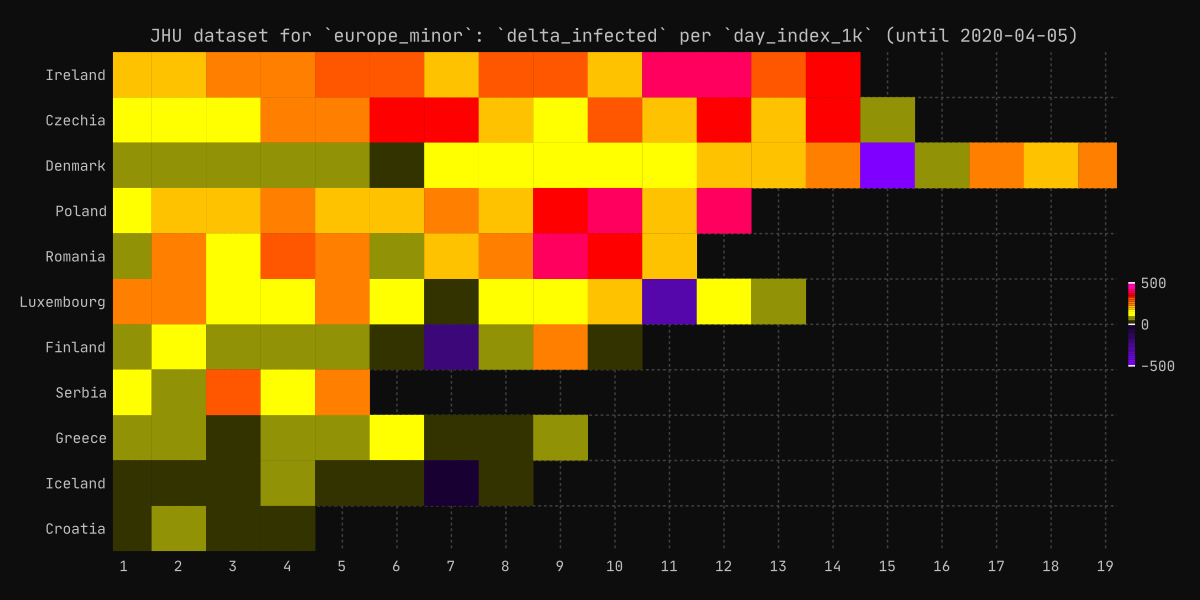 JHU dataset for `europe_minor`: `delta_infected` per `day_index_1k` (until 2020-04-05)
Ireland
Czechia
Denmark
Poland
Romania
Luxembourg
Finland
Serbia
Greece
Iceland
Croatia
1 2 3 4 5 6 7 8 9 10 11 12 13 14 15 16 17 18 19
500
0
-500